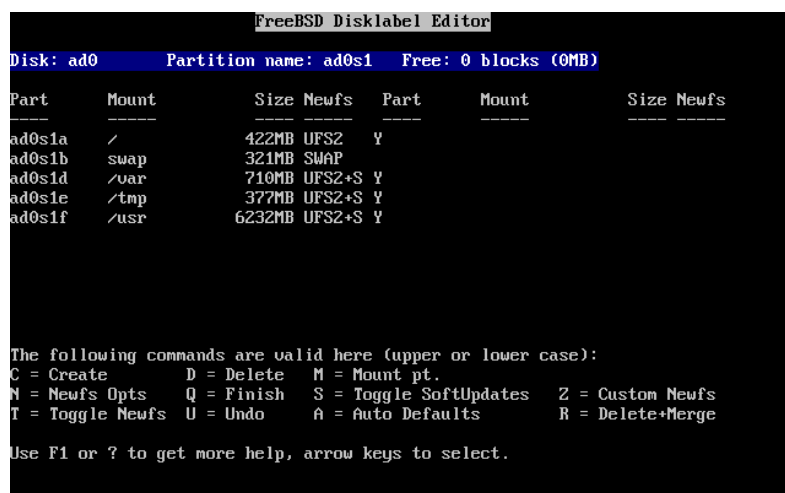 FreeBSD Disklabel Editor
Disk: ad0 Partition name: ad0s1 Free: 0 blocks (0MB)
Part Mount Size Newfs Part Mount Size Newfs
---- ----- ---- ----- ---- ----- ---- -----
ad0s1a / 422MB UFS2 Y
ad0s1b swap 321MB SWAP
ad0s1d /var 710MB UFS2+S Y
ad0s1e /tmp 377MB UFS2+S Y
ad0s1f /usr 6232MB UFS2+S Y
The following commands are valid here (upper or lower case):
C = Create D = Delete M = Mount pt.
N = Newfs Opts Q = Finish S = Toggle SoftUpdates Z = Custom Newfs
T = Toggle Newfs U = Undo A = Auto Defaults R = Delete+Merge
Use F1 or ? to get more help, arrow keys to select.